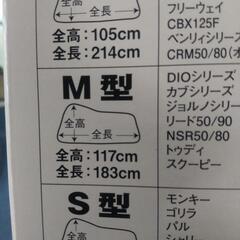 全高
全長
全高:105cm
全長:214cm
フリーウェイ
CBX125F
ベンリィシリーズ
CRM50/80
M型
全高
全長
全高:117cm
全長:183cm
DIOシリーズ
カブシリーズ
ジョルノシリー
リード50/90
NSR50/80
トゥディ
スクーピー
S型
モンキー
ゴリラ
パル